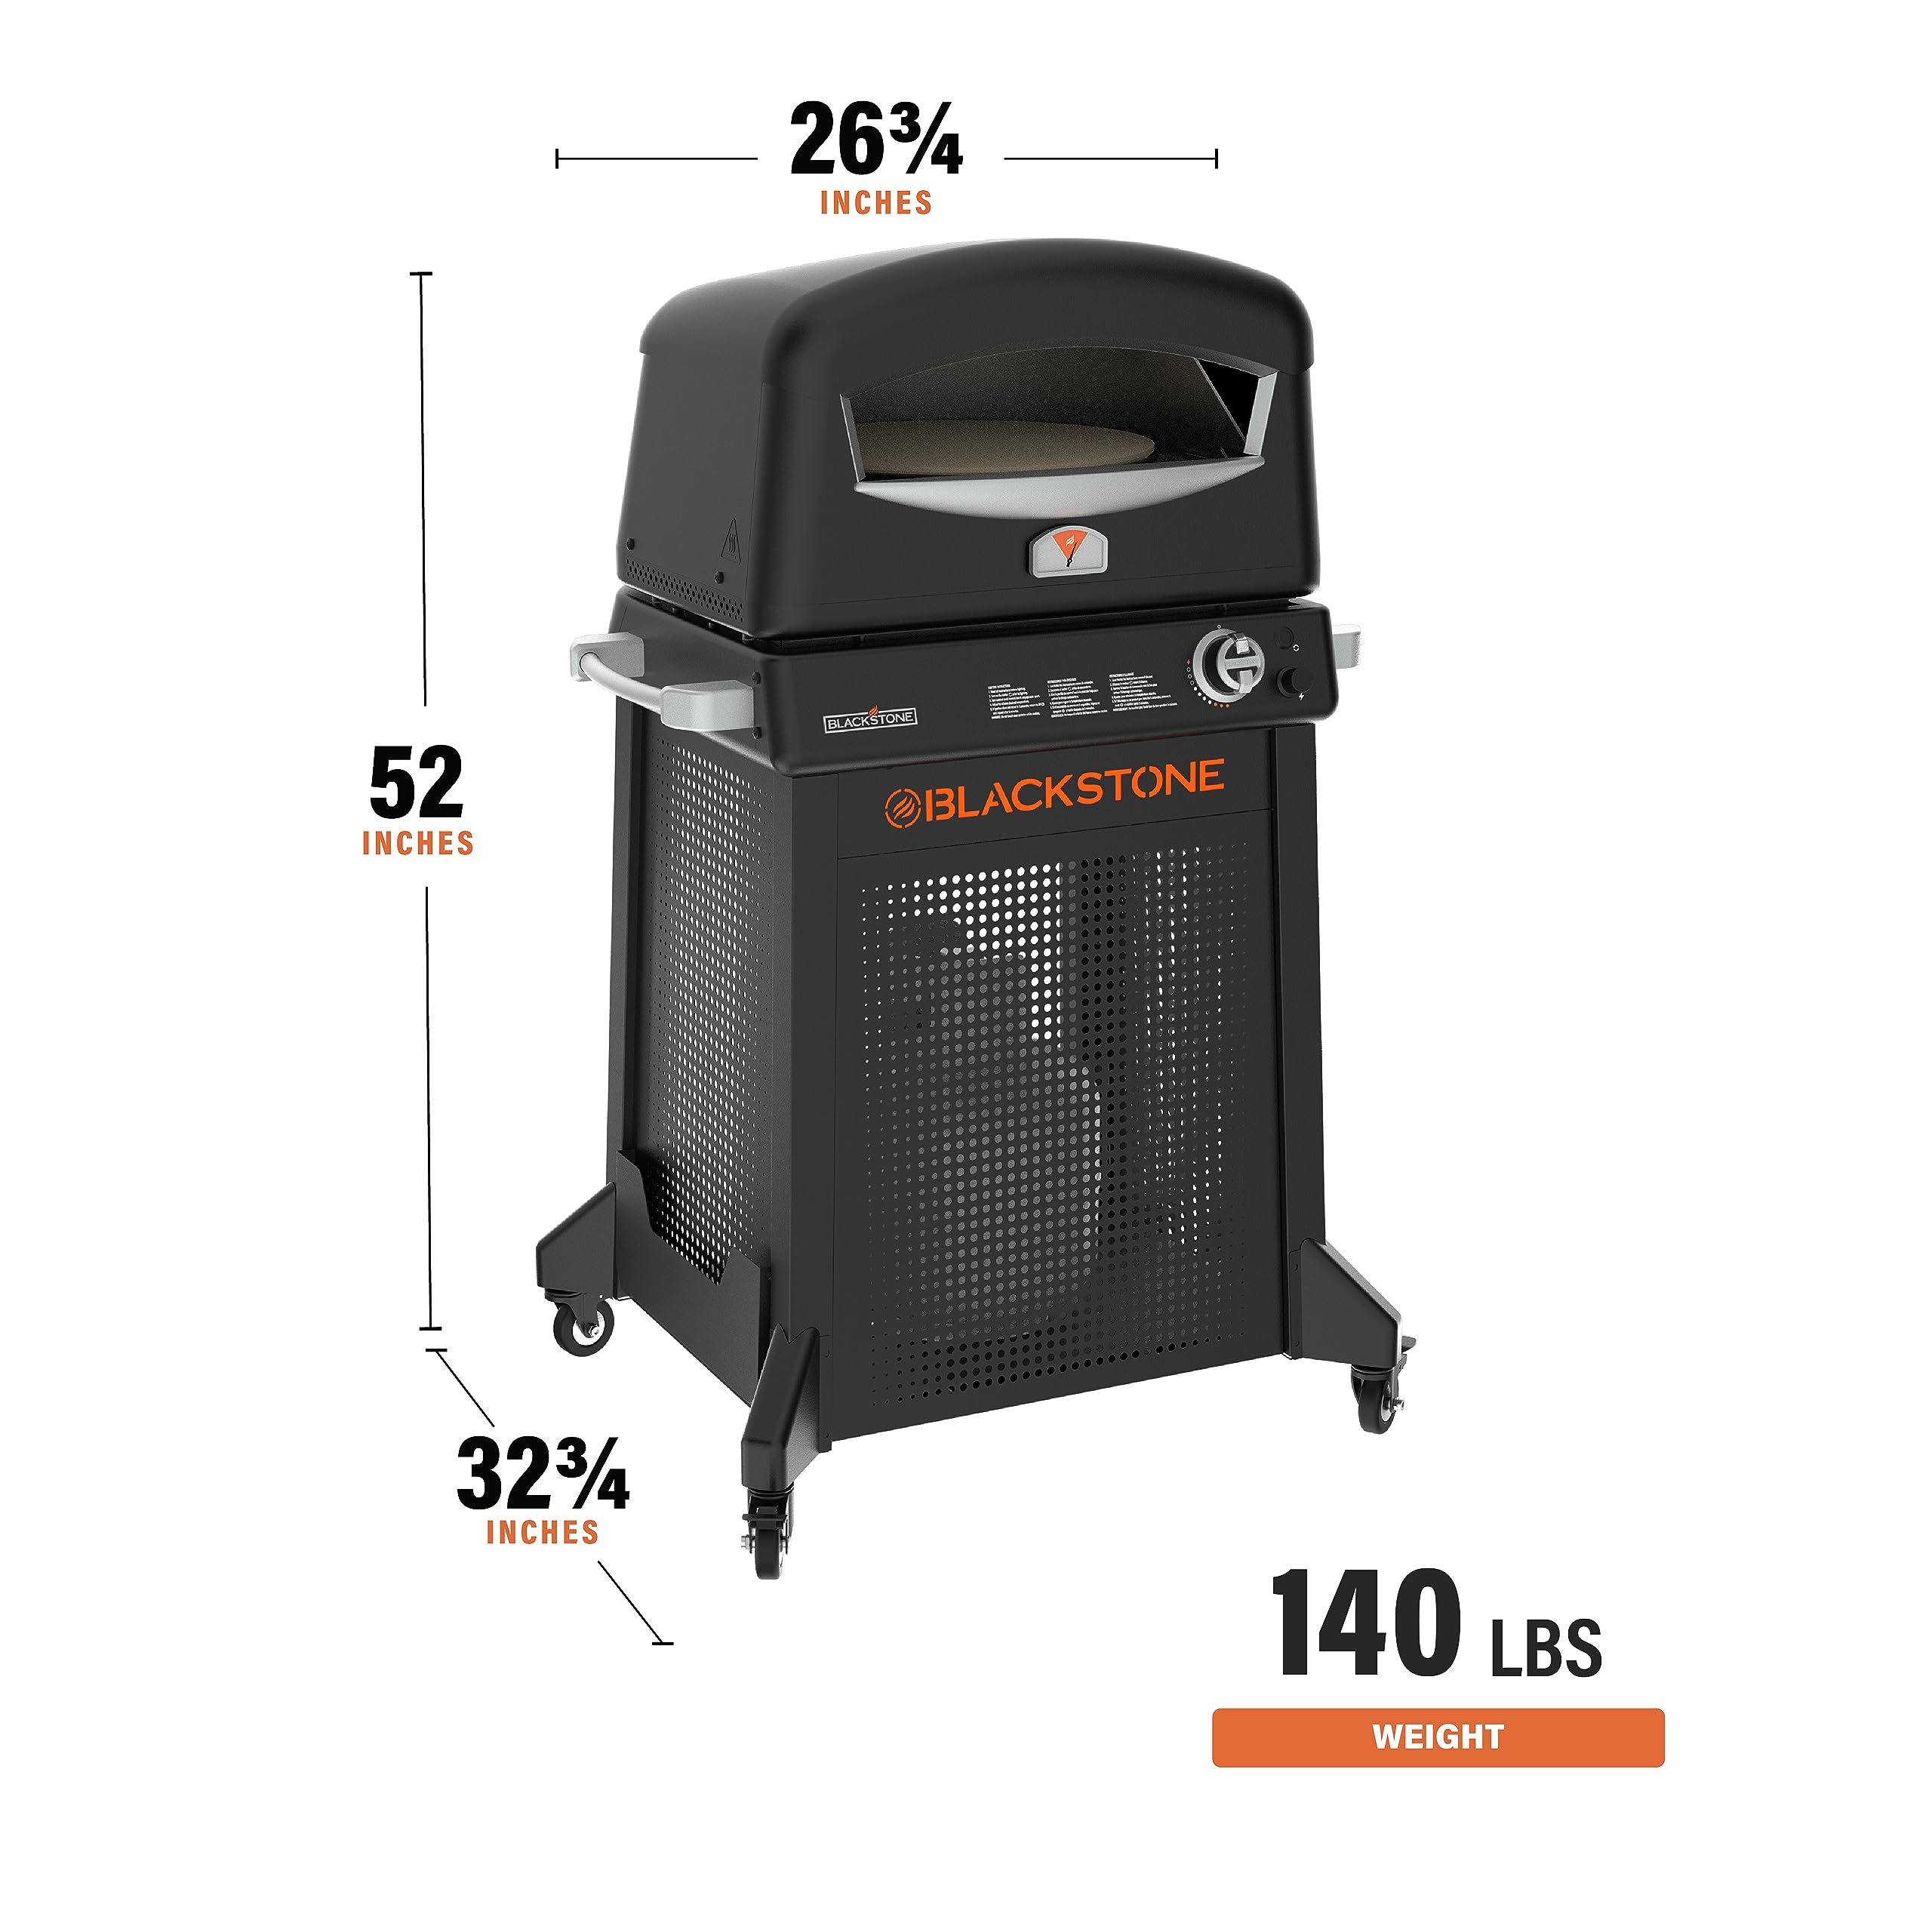 26¾
INCHES
52
INCHES
BLACKSTONE
BLACKSTONE
32¾
INCHES
140 LBS
WEIGHT